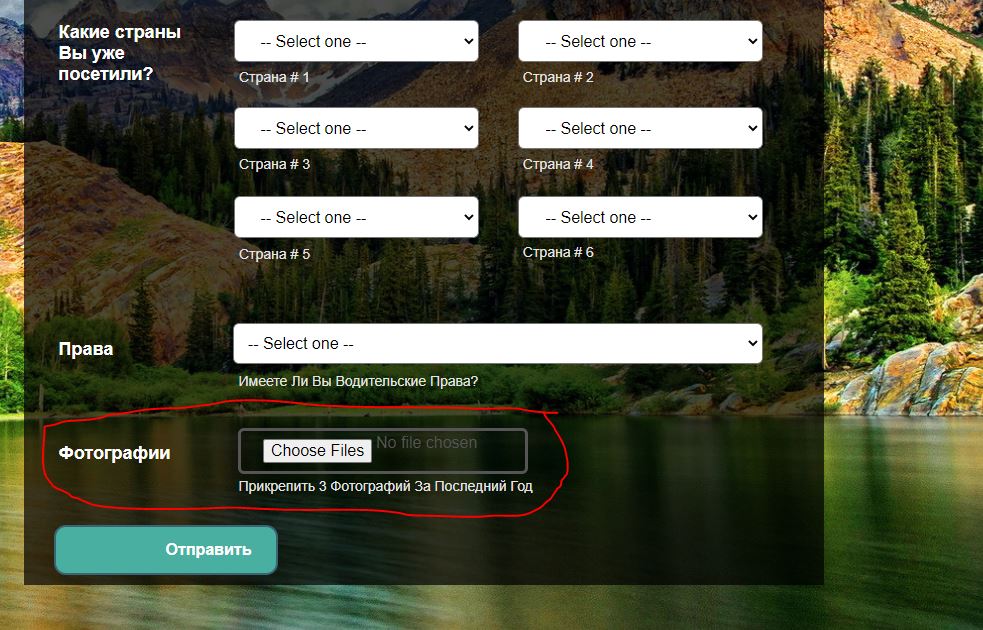 Какие страны
Вы уже
посетили?
-- Select one --
-- Select one --
Страна # 1
Страна # 2
-- Select one --
-- Select one --
Страна # 3
Страна # 4
-- Select one --
-- Select one --
Страна # 5
Страна # 6
Права
-- Select one --
Имеете Ли Вы Водительские Права?
Фотографии
Choose Files No file chosen
Прикрепить 3 Фотографий За Последний Год
Отправить